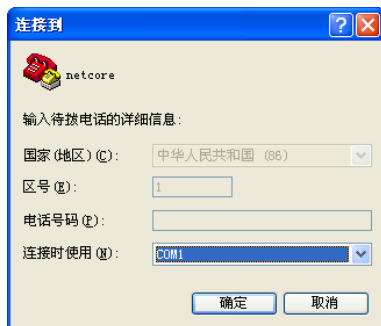 连接到
netcore
输入待拨电话的详细信息:
国家(地区)(C): 中华人民共和国 (86)
区号(E): 1
电话号码(P):
连接时使用(N): COM1
确定 取消